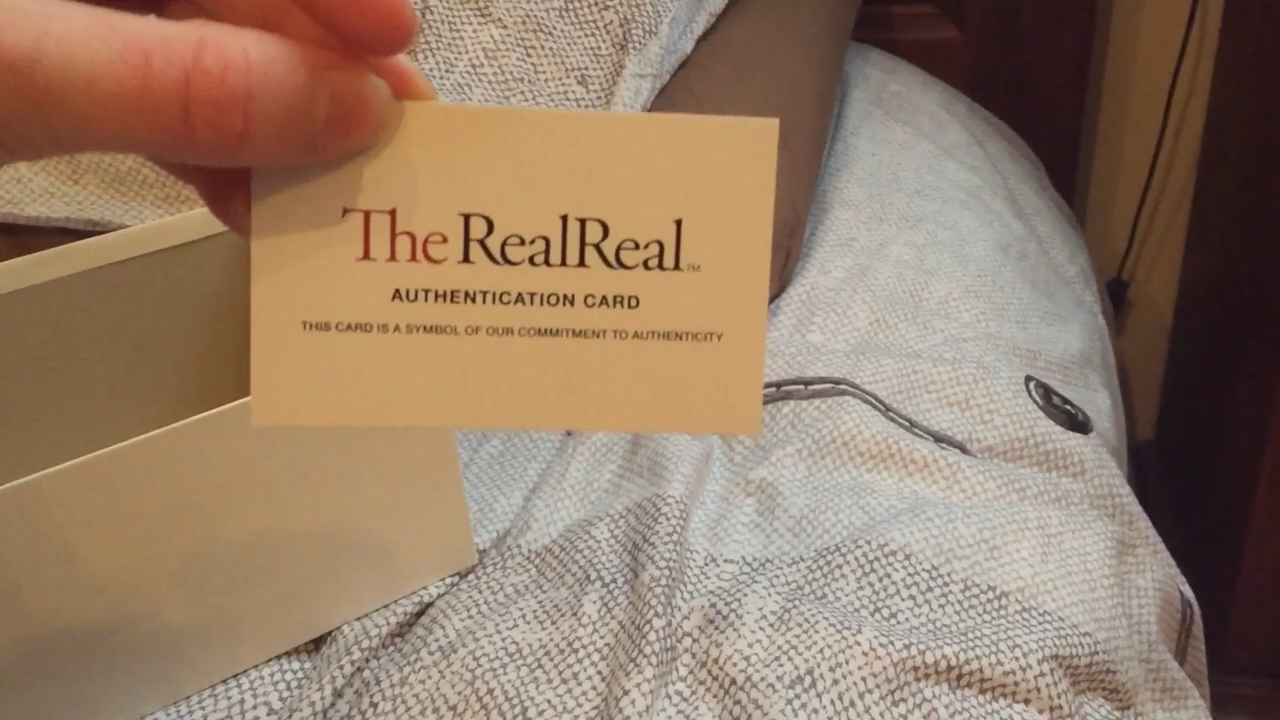 The RealReal™
AUTHENTICATION CARD
THIS CARD IS A SYMBOL OF OUR COMMITMENT TO AUTHENTICITY